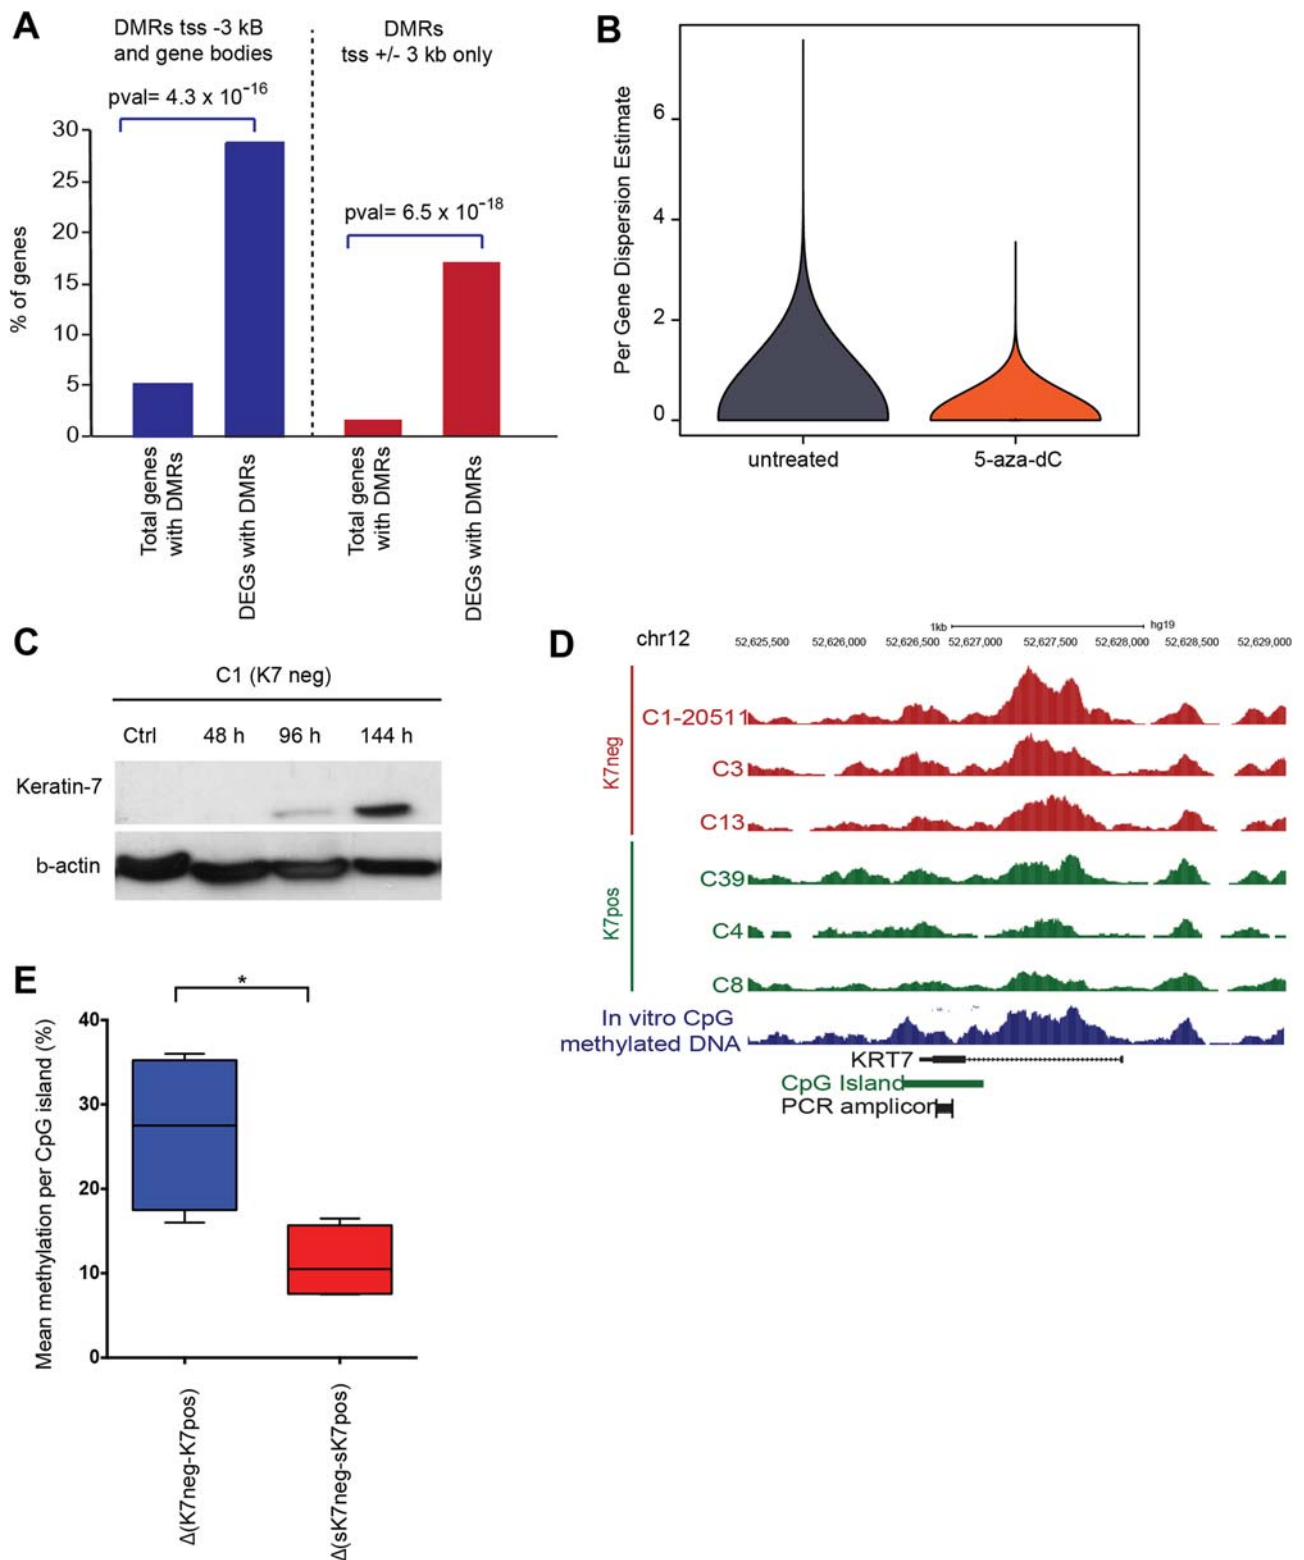 A
DMRs tss -3 kB
and gene bodies
DMRs
tss +/- 3 kb only
pval= 4.3 x 10−16
pval= 6.5 x 10−18
% of genes
30
25
20
15
10
5
0
Total genes
with DMRs
DEGs with DMRs
Total genes
with DMRs
DEGs with DMRs
B
Per Gene Dispersion Estimate
6
4
2
0
untreated
5-aza-dC
C
C1 (K7 neg)
Ctrl 48 h 96 h 144 h
Keratin-7
b-actin
D
chr12
1kb hg19
52,625,500 52,626,000 52,626,500 52,627,000 52,627,500 52,628,000 52,628,500 52,629,000
K7neg
C1-20511
C3
C13
K7pos
C39
C4
C8
In vitro CpG
methylated DNA
KRT7
CpG Island
PCR amplicon
E
*
Mean methylation per CpG island (%)
40
30
20
10
0
Δ(K7neg-K7pos)
Δ(sK7neg-sK7pos)